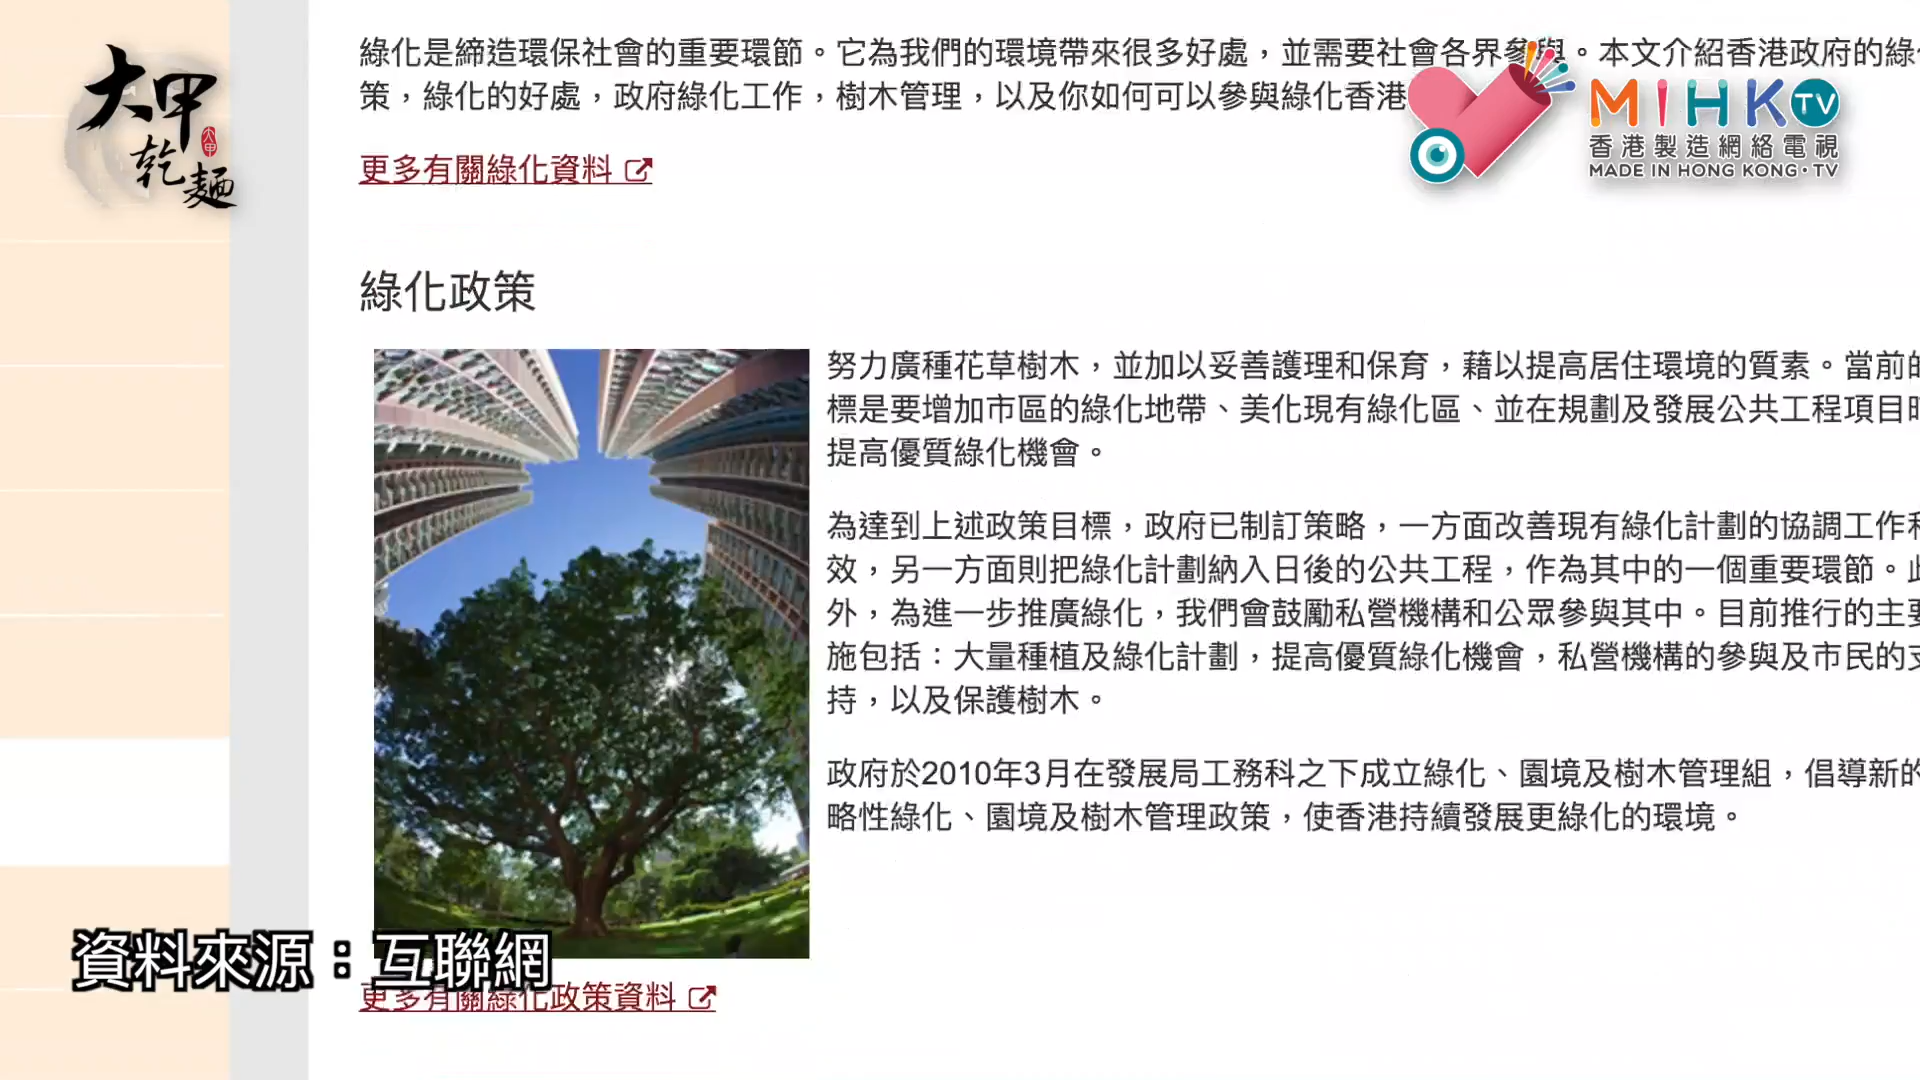 大甲
乾麵
大甲
綠化是締造環保社會的重要環節。它為我們的環境帶來很多好處，並需要社會各界參與。本文介紹香港政府的綠
策，綠化的好處，政府綠化工作，樹木管理，以及你如何可以參與綠化香港
MIHK TV
香港製造網絡電視
MADE IN HONG KONG・TV
更多有關綠化資料
綠化政策
努力廣種花草樹木，並加以妥善護理和保育，藉以提高居住環境的質素。當前的
標是要增加市區的綠化地帶、美化現有綠化區、並在規劃及發展公共工程項目時
提高優質綠化機會。
為達到上述政策目標，政府已制訂策略，一方面改善現有綠化計劃的協調工作和
效，另一方面則把綠化計劃納入日後的公共工程，作為其中的一個重要環節。此
外，為進一步推廣綠化，我們會鼓勵私營機構和公眾參與其中。目前推行的主要
施包括：大量種植及綠化計劃，提高優質綠化機會，私營機構的參與及市民的支
持，以及保護樹木。
政府於2010年3月在發展局工務科之下成立綠化、園境及樹木管理組，倡導新的
略性綠化、園境及樹木管理政策，使香港持續發展更綠化的環境。
資料來源：互聯網
更多有關綠化政策資料